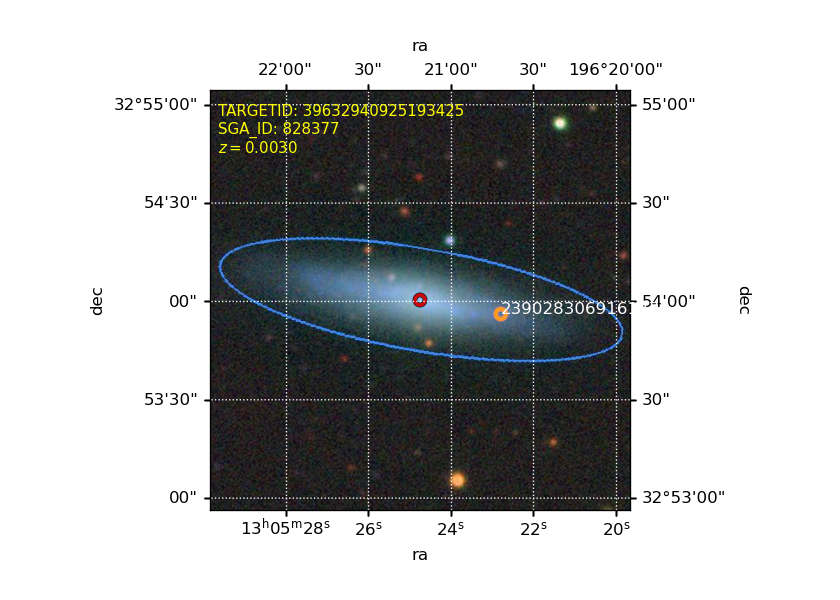 ra
22'00" 30" 21'00" 30" 196°20'00"
32°55'00" 55'00"
TARGETID: 39632940925193425
SGA_ID: 828377
z = 0.0030
54'30" 30"
dec 00" 54'00" dec
53'30" 30"
00" 32°53'00"
13h05m28s 26s 24s 22s 20s
ra